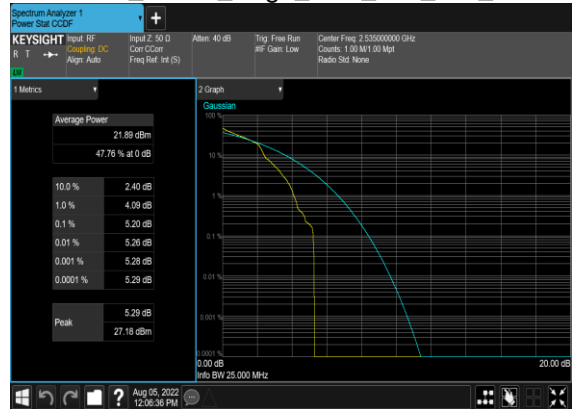 Spectrum Analyzer 1
Power Stat CCDF
+
KEYSIGHT
R T
Input: RF
Coupling: DC
Align: Auto
Input Z: 50 Ω
Corr CCorr
Freq Ref: Int (S)
Atten: 40 dB
Trig: Free Run
#IF Gain: Low
Center Freq: 2.535000000 GHz
Counts: 1.00 M/1.00 Mpt
Radio Std: None
1 Metrics
Average Power
21.89 dBm
47.76 % at 0 dB
10.0 % 2.40 dB
1.0 % 4.09 dB
0.1 % 5.20 dB
0.01 % 5.26 dB
0.001 % 5.28 dB
0.0001 % 5.29 dB
Peak 5.29 dB
27.18 dBm
2 Graph
Gaussian
100 %
10 %
1 %
0.1 %
0.01 %
0.001 %
0.0001 %
0.00 dB 20.00 dB
Info BW 25.000 MHz
? Aug 05, 2022
12:06:36 PM